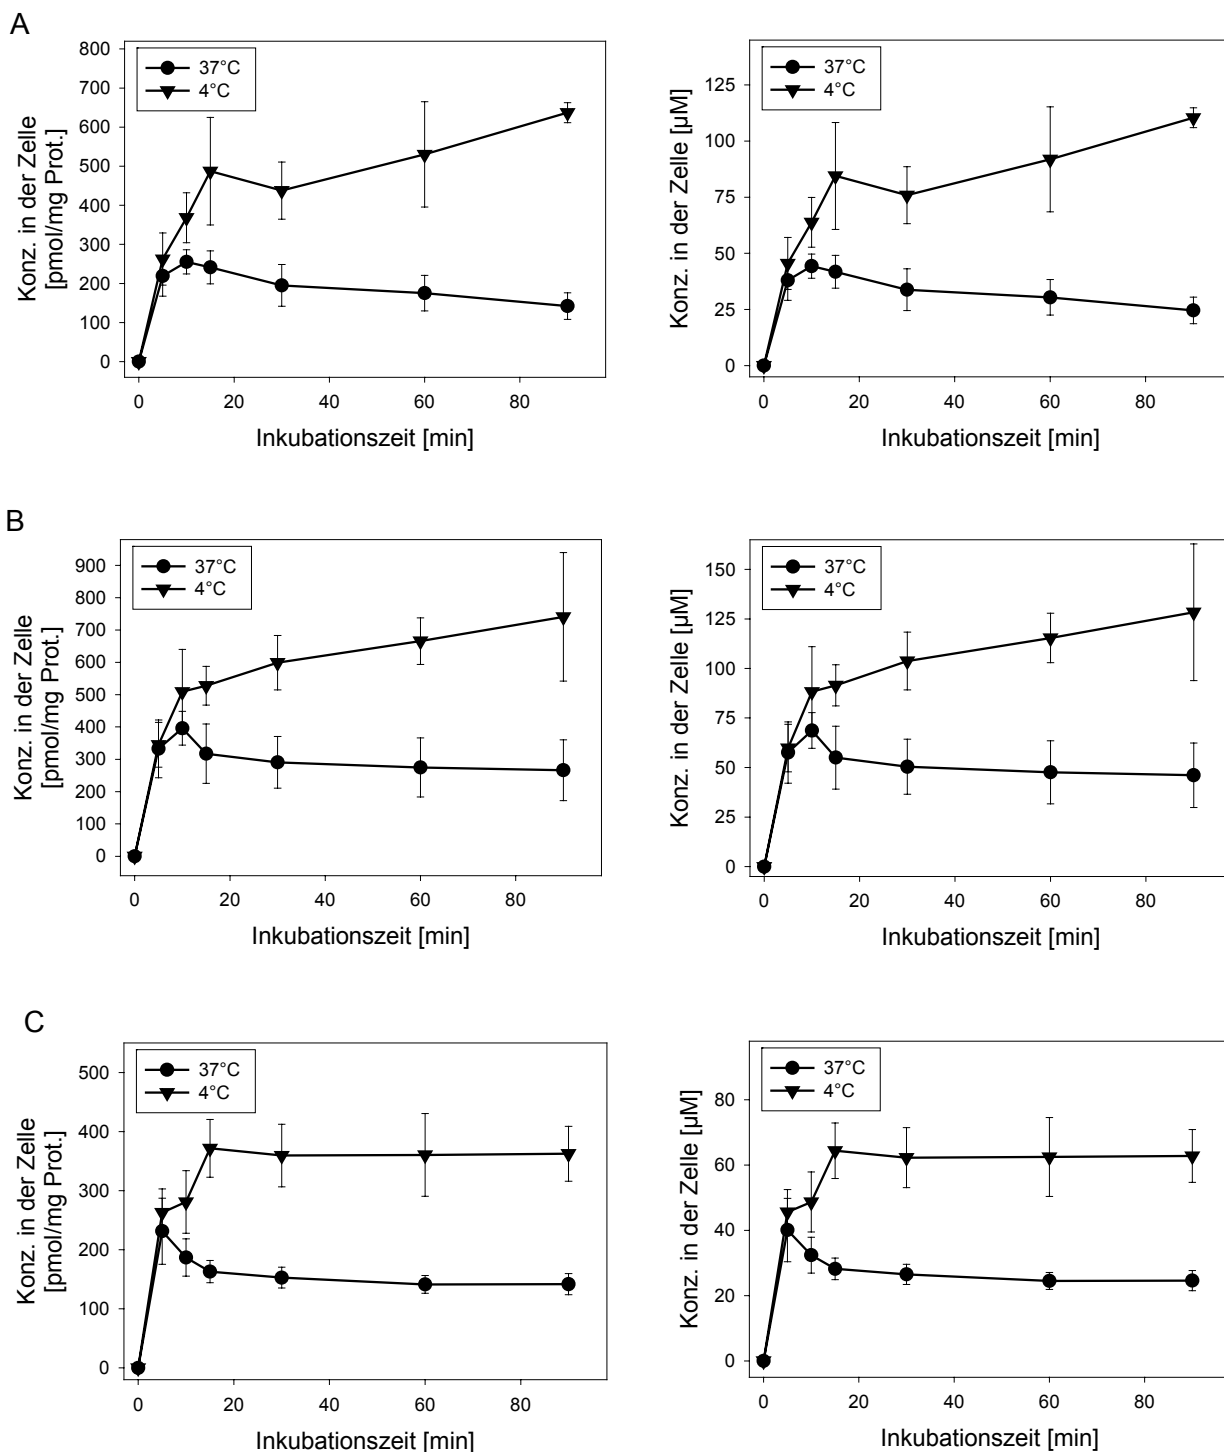 A
800
700
600
500
400
300
200
100
0
Konz. in der Zelle
[pmol/mg Prot.]
37°C
4°C
0 20 40 60 80
Inkubationszeit [min]
125
100
75
50
25
0
Konz. in der Zelle [µM]
37°C
4°C
0 20 40 60 80
Inkubationszeit [min]
B
900
800
700
600
500
400
300
200
100
0
Konz. in der Zelle
[pmol/mg Prot.]
37°C
4°C
0 20 40 60 80
Inkubationszeit [min]
150
125
100
75
50
25
0
Konz. in der Zelle [µM]
37°C
4°C
0 20 40 60 80
Inkubationszeit [min]
C
500
400
300
200
100
0
Konz. in der Zelle
[pmol/mg Prot.]
37°C
4°C
0 20 40 60 80
Inkubationszeit [min]
80
60
40
20
0
Konz. in der Zelle [µM]
37°C
4°C
0 20 40 60 80
Inkubationszeit [min]